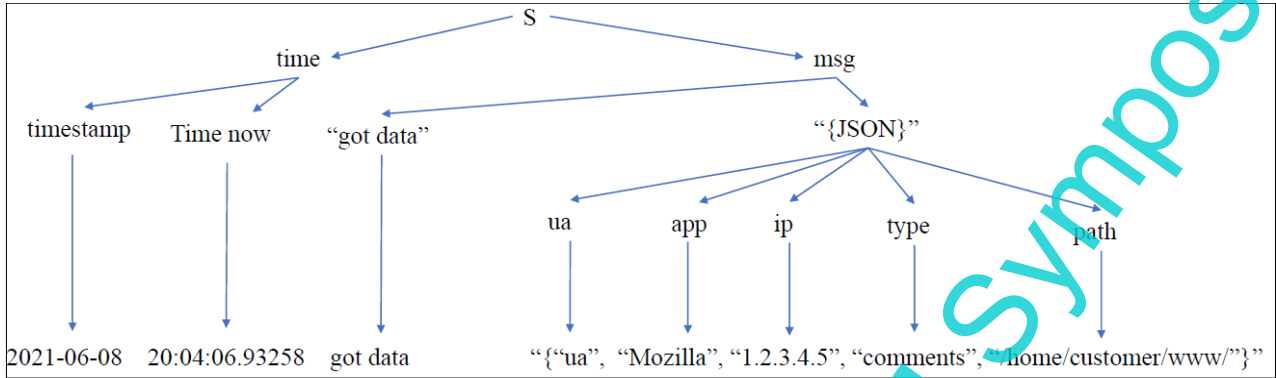 S
time msg
timestamp Time now “got data” “{JSON}”
ua app ip type path
2021-06-08 20:04:06.93258 got data “{“ua”, “Mozilla”, “1.2.3.4.5”, “comments”, “/home/customer/www/”}”
Sympos